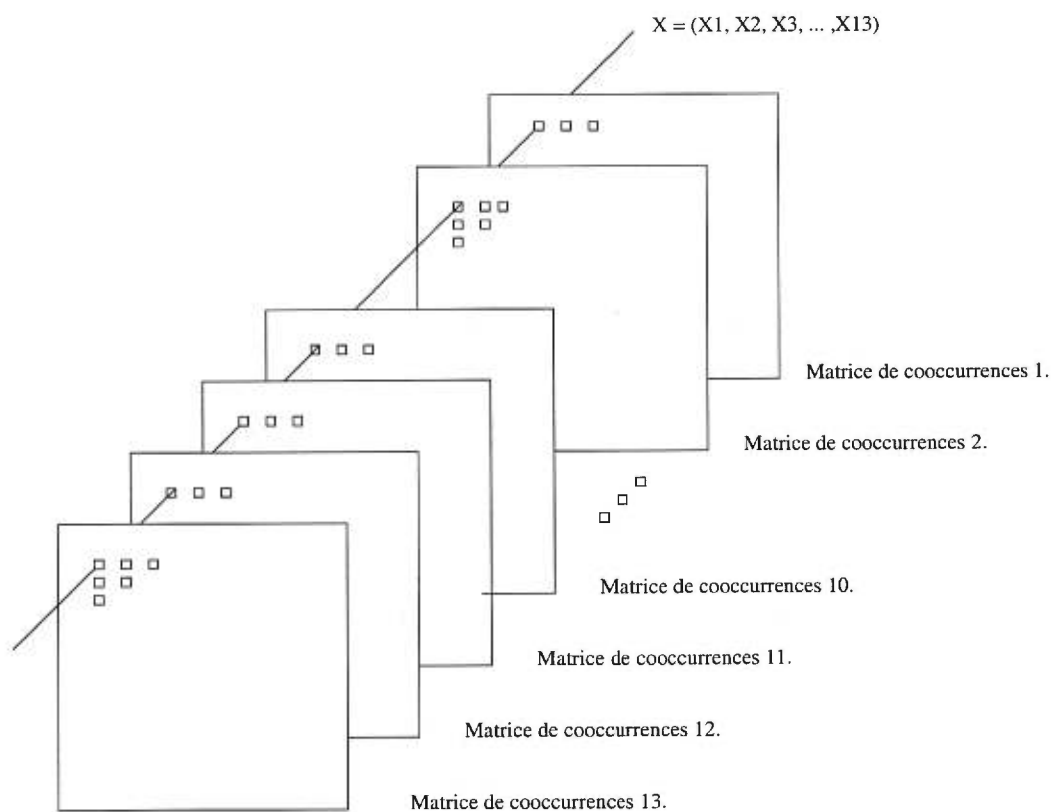 X = (X1, X2, X3, ... ,X13)
Matrice de cooccurrences 1.
Matrice de cooccurrences 2.
Matrice de cooccurrences 10.
Matrice de cooccurrences 11.
Matrice de cooccurrences 12.
Matrice de cooccurrences 13.